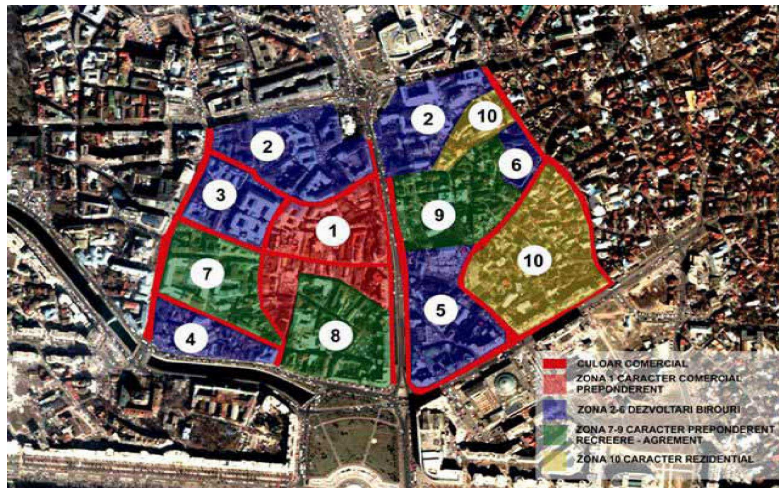 2
2
10
6
3
1
9
10
7
5
4
8
CULOAR COMERCIAL
ZONA 1 CARACTER COMERCIAL
PREPONDERENT
ZONA 2-6 DEZVOLTARI BIROURI
ZONA 7-9 CARACTER PREPONDERENT
RECREERE - AGREMENT
ZONA 10 CARACTER REZIDENTIAL